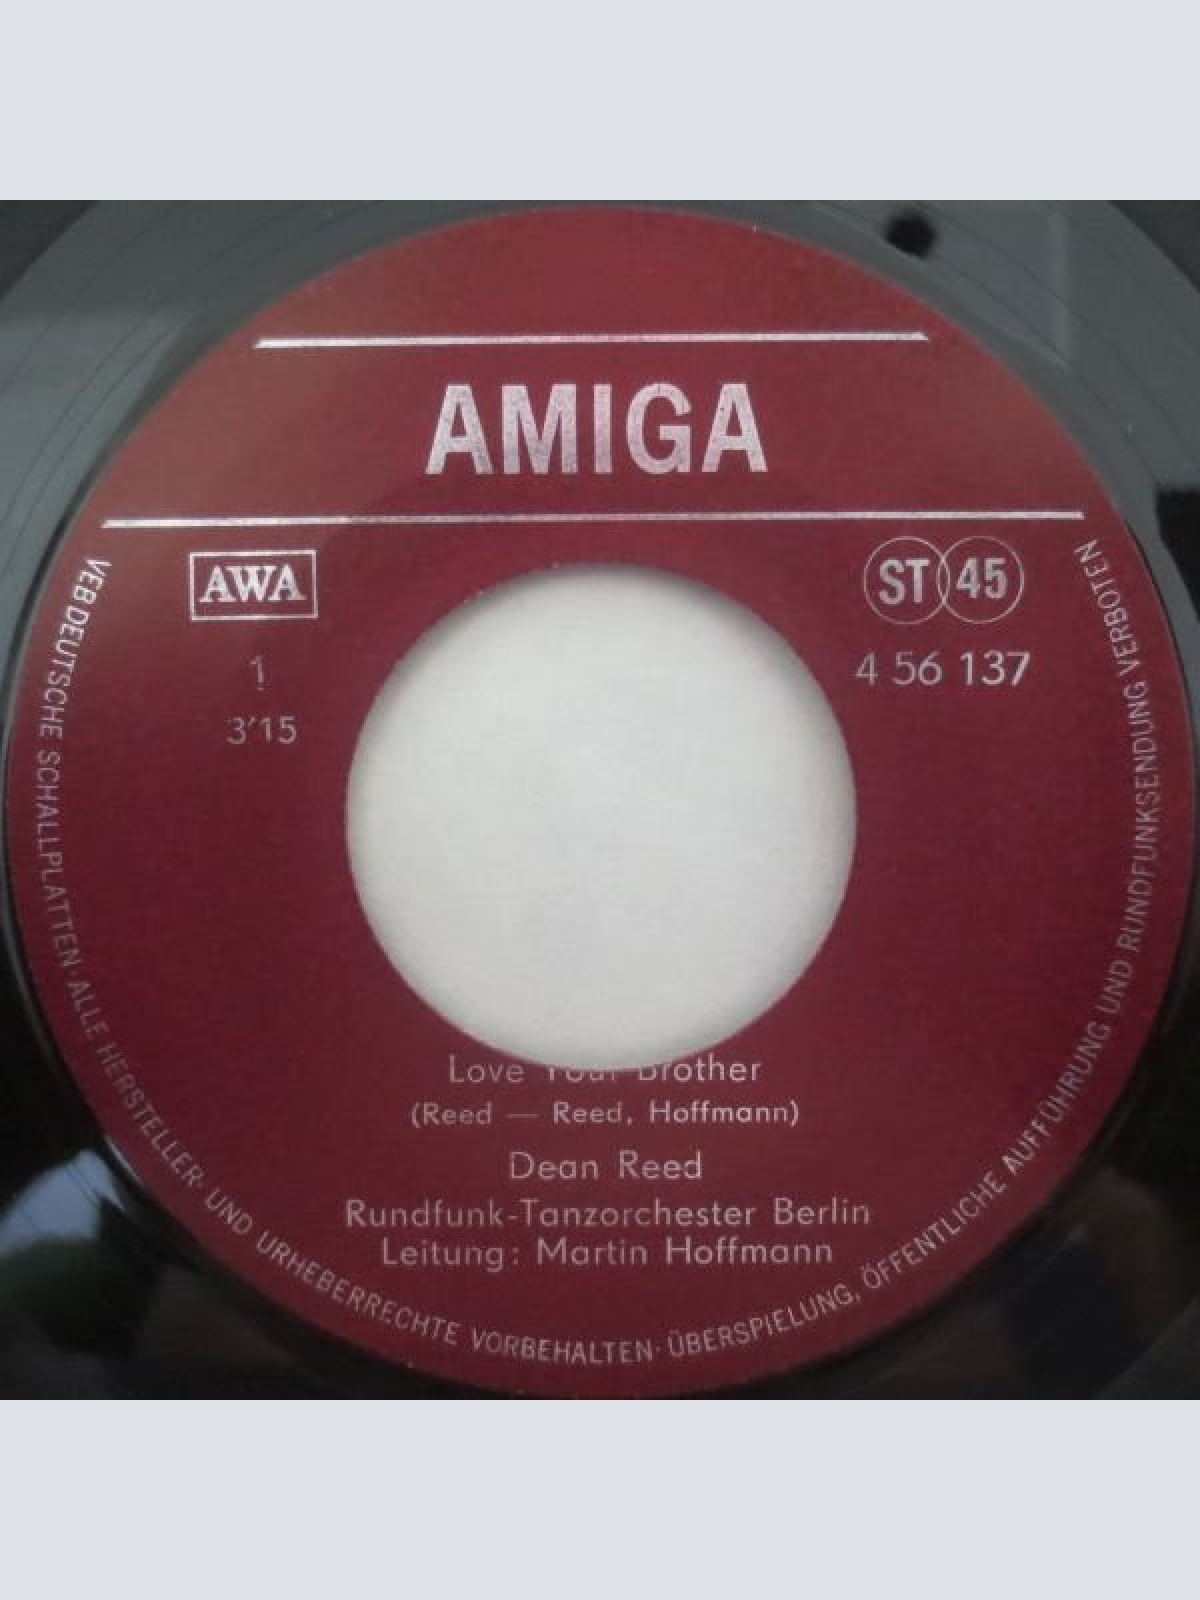 AMIGA
AWA
ST 45
1
4 56 137
3'15
Love Your Brother
(Reed — Reed, Hoffmann)
Dean Reed
Rundfunk-Tanzorchester Berlin
Leitung: Martin Hoffmann
VEB DEUTSCHE SCHALLPLATTEN · ALLE HERSTELLER- UND URHEBERRECHTE VORBEHALTEN · ÜBERSPIELUNG, ÖFFENTLICHE AUFFÜHRUNG UND RUNDFUNKSENDUNG VERBOTEN